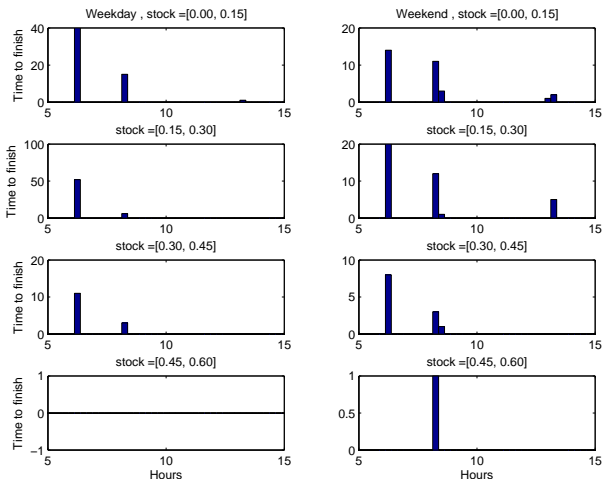 Weekday , stock =[0.00, 0.15]
Time to finish
40
20
0
5 10 15
Weekend , stock =[0.00, 0.15]
20
10
0
5 10 15
stock =[0.15, 0.30]
Time to finish
100
50
0
5 10 15
stock =[0.15, 0.30]
20
10
0
5 10 15
stock =[0.30, 0.45]
Time to finish
20
10
0
5 10 15
stock =[0.30, 0.45]
10
5
0
5 10 15
stock =[0.45, 0.60]
Time to finish
1
0
−1
5 10 15
Hours
stock =[0.45, 0.60]
1
0.5
0
5 10 15
Hours